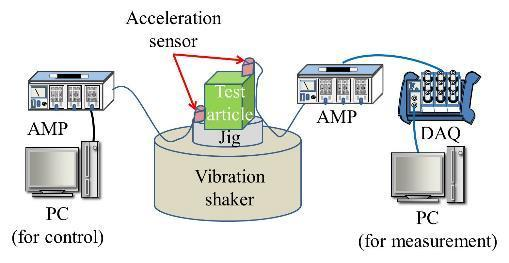 Acceleration
sensor
Test
article
Jig
Vibration
shaker
AMP
PC
(for control)
AMP
DAQ
PC
(for measurement)